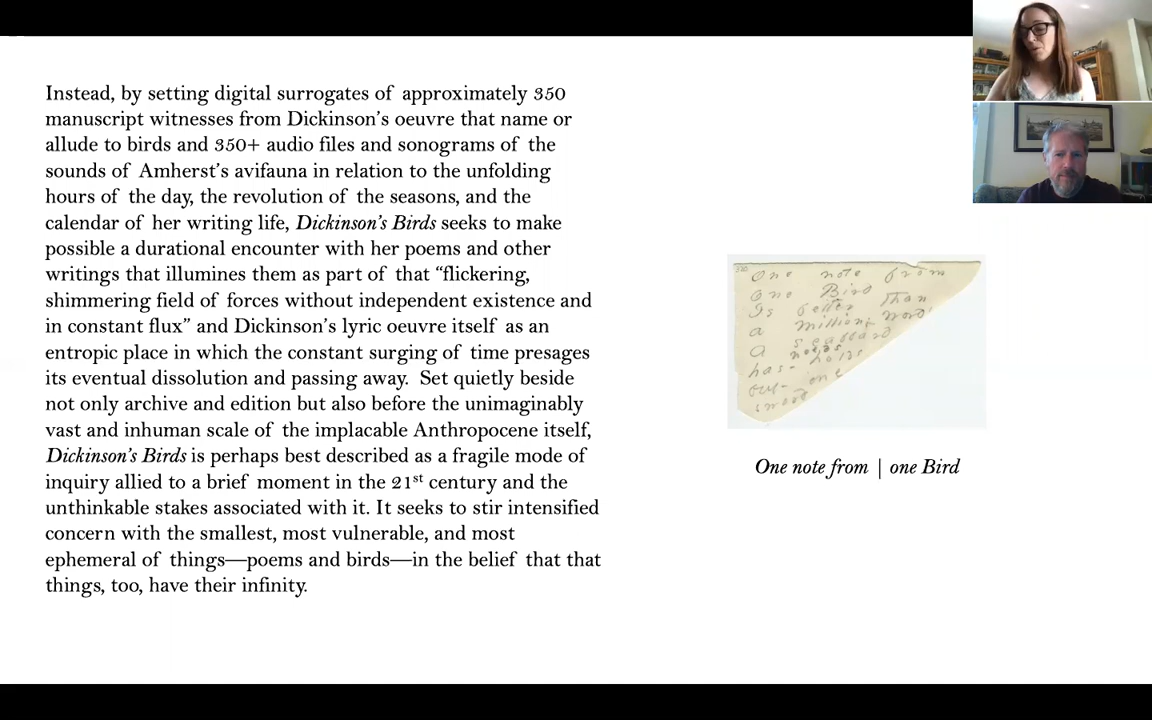 Instead, by setting digital surrogates of approximately 350
manuscript witnesses from Dickinson's oeuvre that name or
allude to birds and 350+ audio files and sonograms of the
sounds of Amherst's avifauna in relation to the unfolding
hours of the day, the revolution of the seasons, and the
calendar of her writing life, Dickinson's Birds seeks to make
possible a durational encounter with her poems and other
writings that illumines them as part of that “flickering,
shimmering field of forces without independent existence and
in constant flux” and Dickinson's lyric oeuvre itself as an
entropic place in which the constant surging of time presages
its eventual dissolution and passing away. Set quietly beside
not only archive and edition but also before the unimaginably
vast and inhuman scale of the implacable Anthropocene itself,
Dickinson's Birds is perhaps best described as a fragile mode of
inquiry allied to a brief moment in the 21st century and the
unthinkable stakes associated with it. It seeks to stir intensified
concern with the smallest, most vulnerable, and most
ephemeral of things—poems and birds—in the belief that that
things, too, have their infinity.
One note from
one Bird
Is better than
a million word
a scabbard
has- holds
but- one
sword
One note from | one Bird